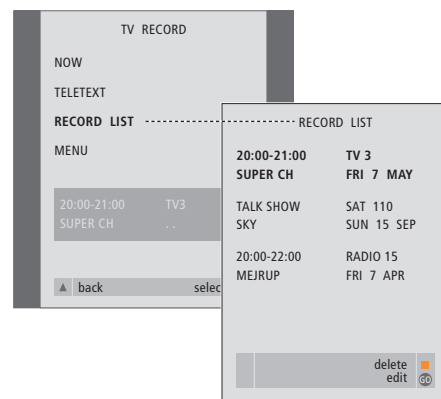 TV RECORD
NOW
TELETEXT
RECORD LIST
MENU
20:00-21:00 TV3
SUPER CH . .
back selec
RECORD LIST
20:00-21:00 TV 3
SUPER CH FRI 7 MAY
TALK SHOW SAT 110
SKY SUN 15 SEP
20:00-22:00 RADIO 15
MEJRUP FRI 7 APR
delete
edit GO